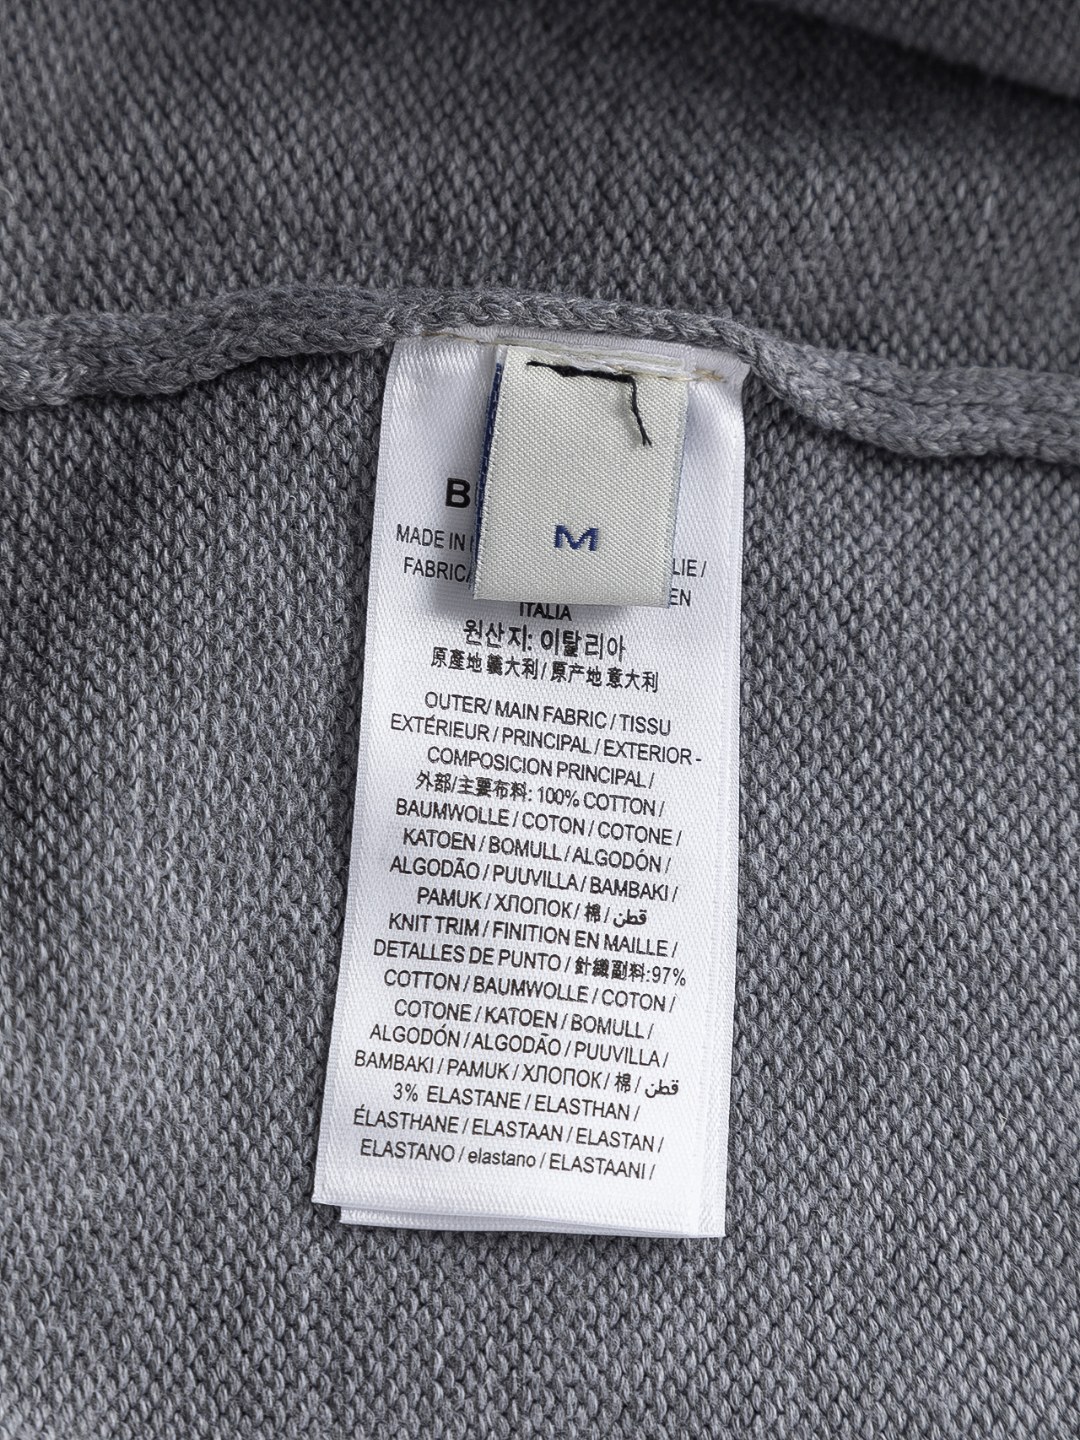 M
MADE IN
ITALIA
원산지: 이탈리아
原產地 義大利 / 原产地 意大利
OUTER/ MAIN FABRIC / TISSU
EXTÉRIEUR / PRINCIPAL / EXTERIOR -
COMPOSICION PRINCIPAL /
外部/主要布料: 100% COTTON /
BAUMWOLLE / COTON / COTONE /
KATOEN / BOMULL / ALGODÓN /
ALGODÃO / PUUVILLA / BAMBAKI /
PAMUK / ХЛОПОК / 棉 / قطن
KNIT TRIM / FINITION EN MAILLE /
DETALLES DE PUNTO / 針織副料:97%
COTTON / BAUMWOLLE / COTON /
COTONE / KATOEN / BOMULL /
ALGODÓN / ALGODÃO / PUUVILLA /
BAMBAKI / PAMUK / ХЛОПОК / 棉 / قطن
3% ELASTANE / ELASTHAN /
ÉLASTHANE / ELASTAAN / ELASTAN /
ELASTANO / elastano / ELASTAANI /